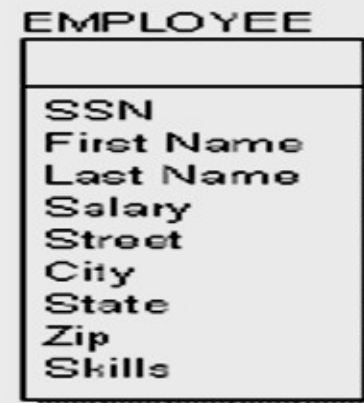 EMPLOYEE
SSN
First Name
Last Name
Salary
Street
City
State
Zip
Skills